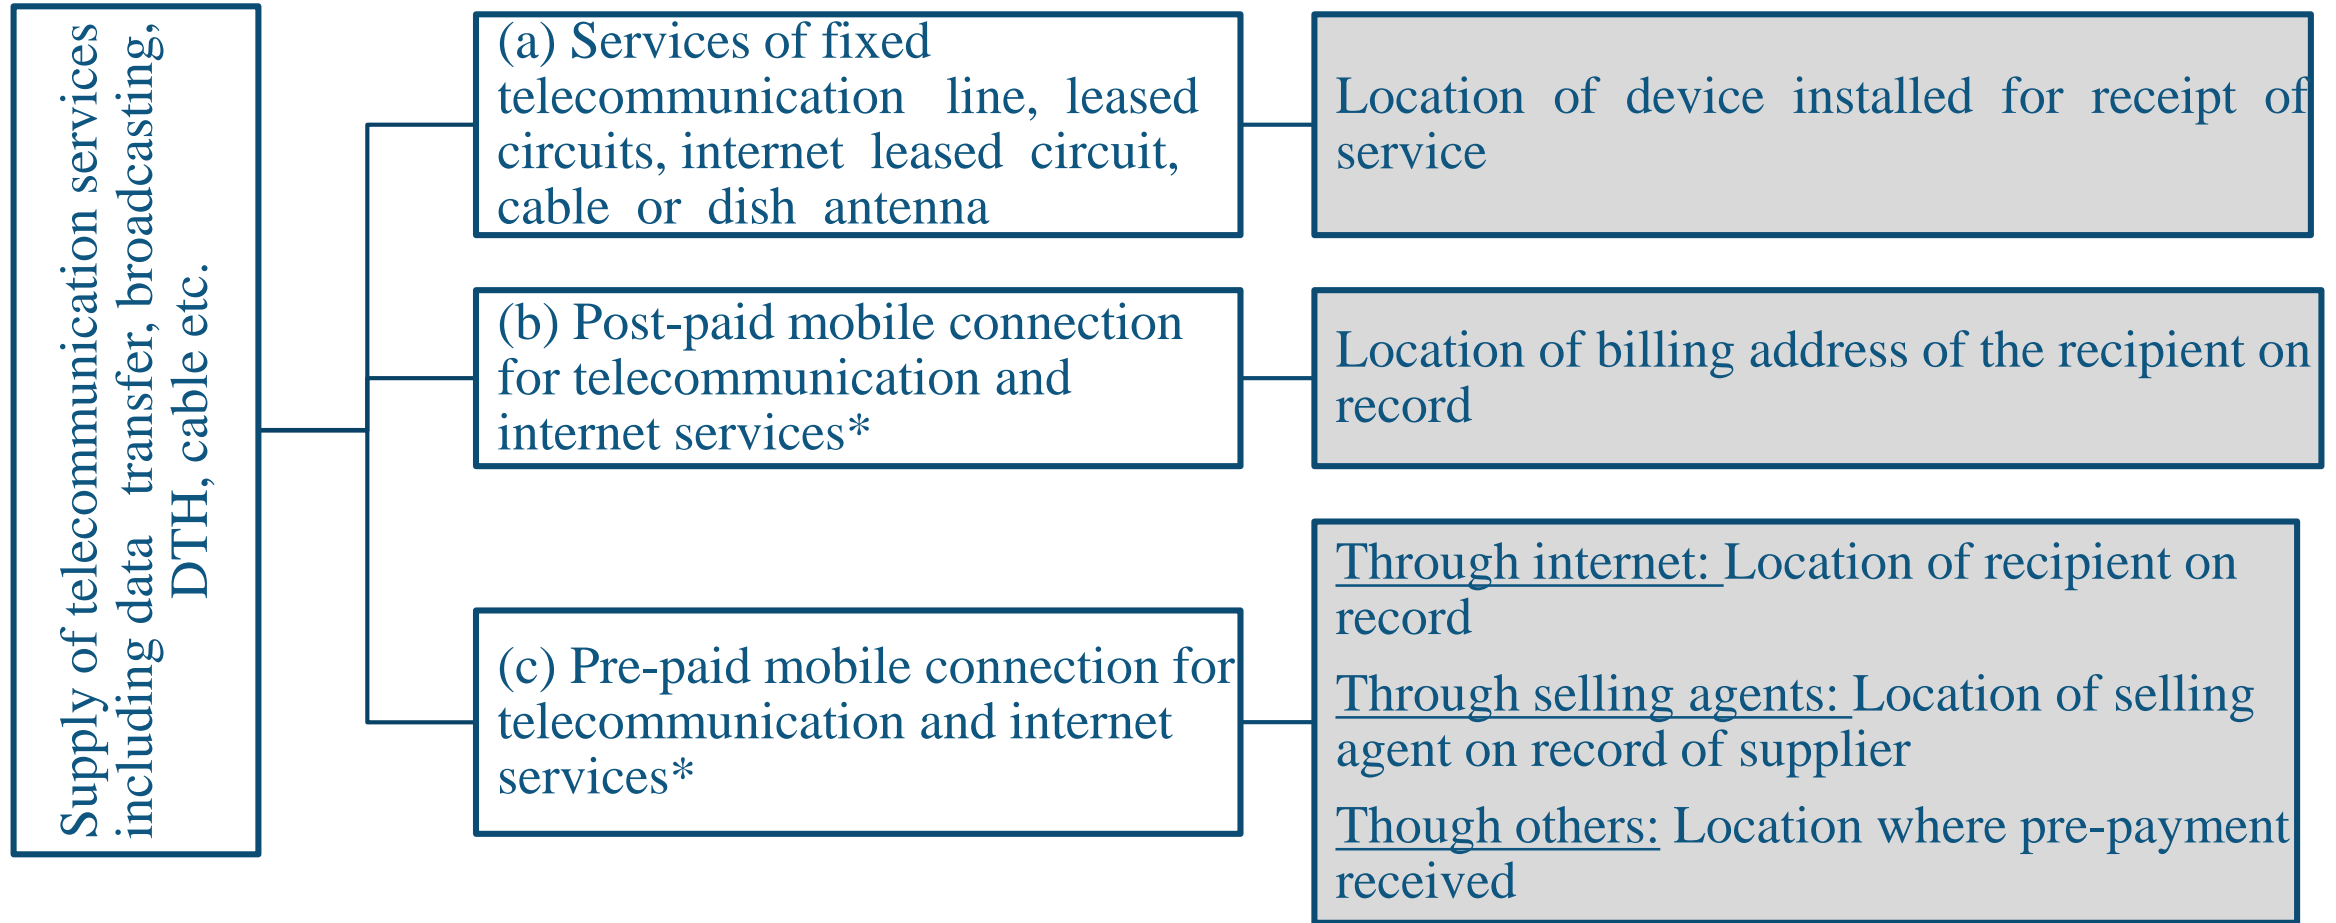 Supply of telecommunication services
including data transfer, broadcasting,
DTH, cable etc.
(a) Services of fixed
telecommunication line, leased
circuits, internet leased circuit,
cable or dish antenna
Location of device installed for receipt of
service
(b) Post-paid mobile connection
for telecommunication and
internet services*
Location of billing address of the recipient on
record
(c) Pre-paid mobile connection for
telecommunication and internet
services*
Through internet: Location of recipient on
record
Through selling agents: Location of selling
agent on record of supplier
Though others: Location where pre-payment
received